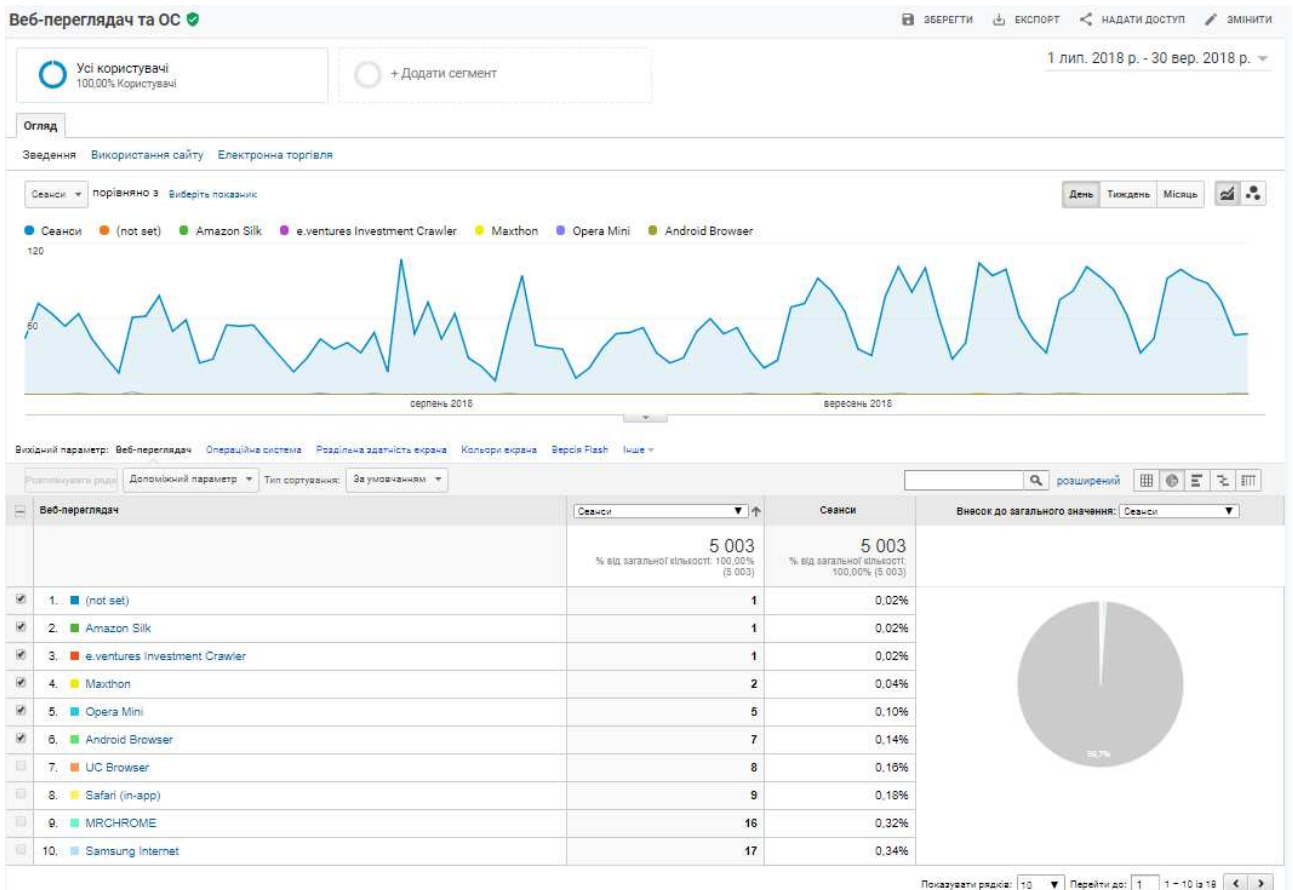 Веб-переглядач та ОС
ЗБЕРЕГТИ ЕКСПОРТ НАДАТИ ДОСТУП ЗМІНИТИ
Усі користувачі
100,00% Користувачі
+ Додати сегмент
1 лип. 2018 р. - 30 вер. 2018 р.
Огляд
Зведення Використання сайту Електронна торгівля
Сеанси порівняно з Виберіть показник
День Тиждень Місяць
Сеанси (not set) Amazon Silk e.ventures Investment Crawler Maxthon Opera Mini Android Browser
120
60
серпень 2018 вересень 2018
Вихідний параметр: Веб-переглядач Операційна система Роздільна здатність екрана Кольори екрана Версія Flash Інше
Допоміжний параметр Тип сортування: За умовчанням
розширений
Веб-переглядач Сеанси Сеанси Внесок до загального значення: Сеанси
5 003 5 003
% від загальної кількості: 100,00% % від загальної кількості:
(5 003) 100,00% (5 003)
1. (not set) 1 0,02%
2. Amazon Silk 1 0,02%
3. e.ventures Investment Crawler 1 0,02%
4. Maxthon 2 0,04%
5. Opera Mini 5 0,10%
6. Android Browser 7 0,14%
7. UC Browser 8 0,16%
8. Safari (in-app) 9 0,18%
9. MRCHROME 16 0,32%
10. Samsung Internet 17 0,34%
Показувати рядків: 10 Перейти до: 1 1 – 10 із 18